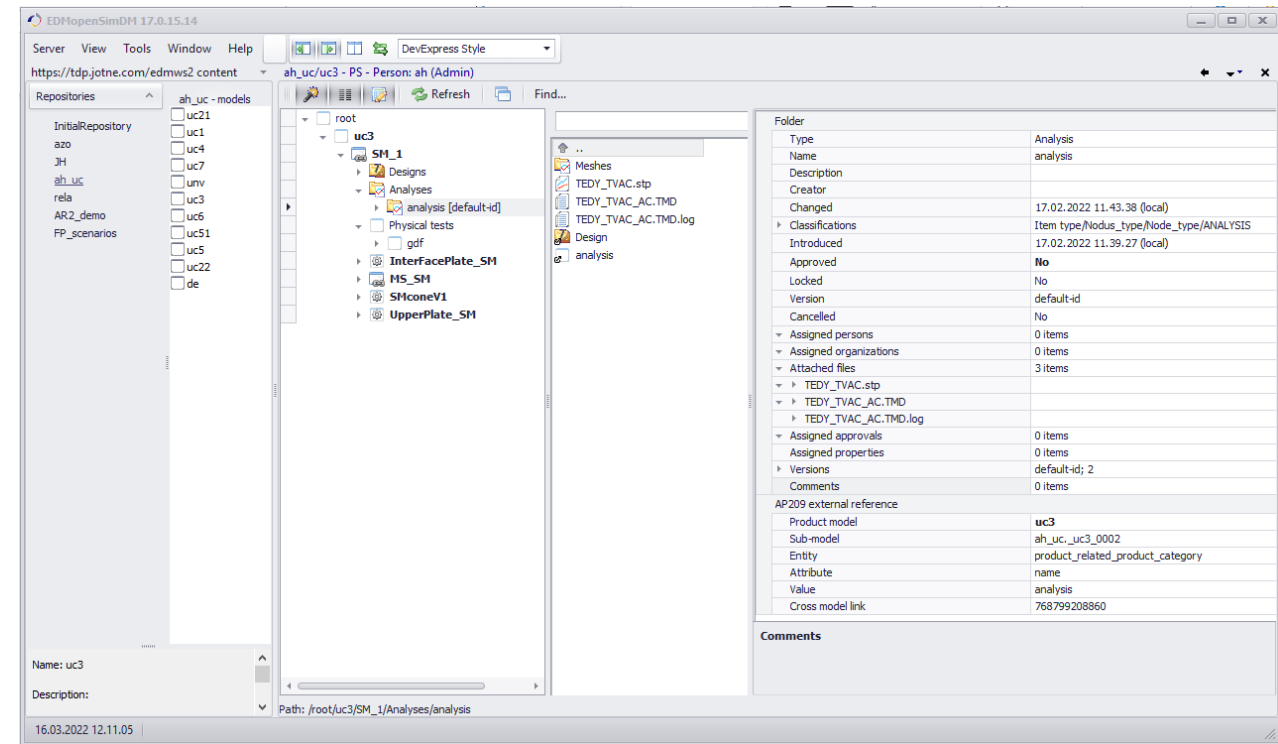 EDMopenSimDM 17.0.15.14
Server View Tools Window Help DevExpress Style
https://tdp.jotne.com/edmws2 content ah_uc/uc3 - PS - Person: ah (Admin)
Repositories
InitialRepository
azo
JH
ah_uc
rela
AR2_demo
FP_scenarios
ah_uc - models
uc21
uc1
uc4
uc7
unv
uc3
uc6
uc51
uc5
uc22
de
Refresh Find...
root
uc3
SM_1
Designs
Analyses
analysis [default-id]
Physical tests
gdf
InterFacePlate_SM
MS_SM
SMconeV1
UpperPlate_SM
..
Meshes
TEDY_TVAC.stp
TEDY_TVAC_AC.TMD
TEDY_TVAC_AC.TMD.log
Design
analysis
Folder
Type Analysis
Name analysis
Description
Creator
Changed 17.02.2022 11.43.38 (local)
Classifications Item type/Nodus_type/Node_type/ANALYSIS
Introduced 17.02.2022 11.39.27 (local)
Approved No
Locked No
Version default-id
Cancelled No
Assigned persons 0 items
Assigned organizations 0 items
Attached files 3 items
TEDY_TVAC.stp
TEDY_TVAC_AC.TMD
TEDY_TVAC_AC.TMD.log
Assigned approvals 0 items
Assigned properties 0 items
Versions default-id; 2
Comments 0 items
AP209 external reference
Product model uc3
Sub-model ah_uc._uc3_0002
Entity product_related_product_category
Attribute name
Value analysis
Cross model link 768799208860
Comments
Name: uc3
Description:
Path: /root/uc3/SM_1/Analyses/analysis
16.03.2022 12.11.05